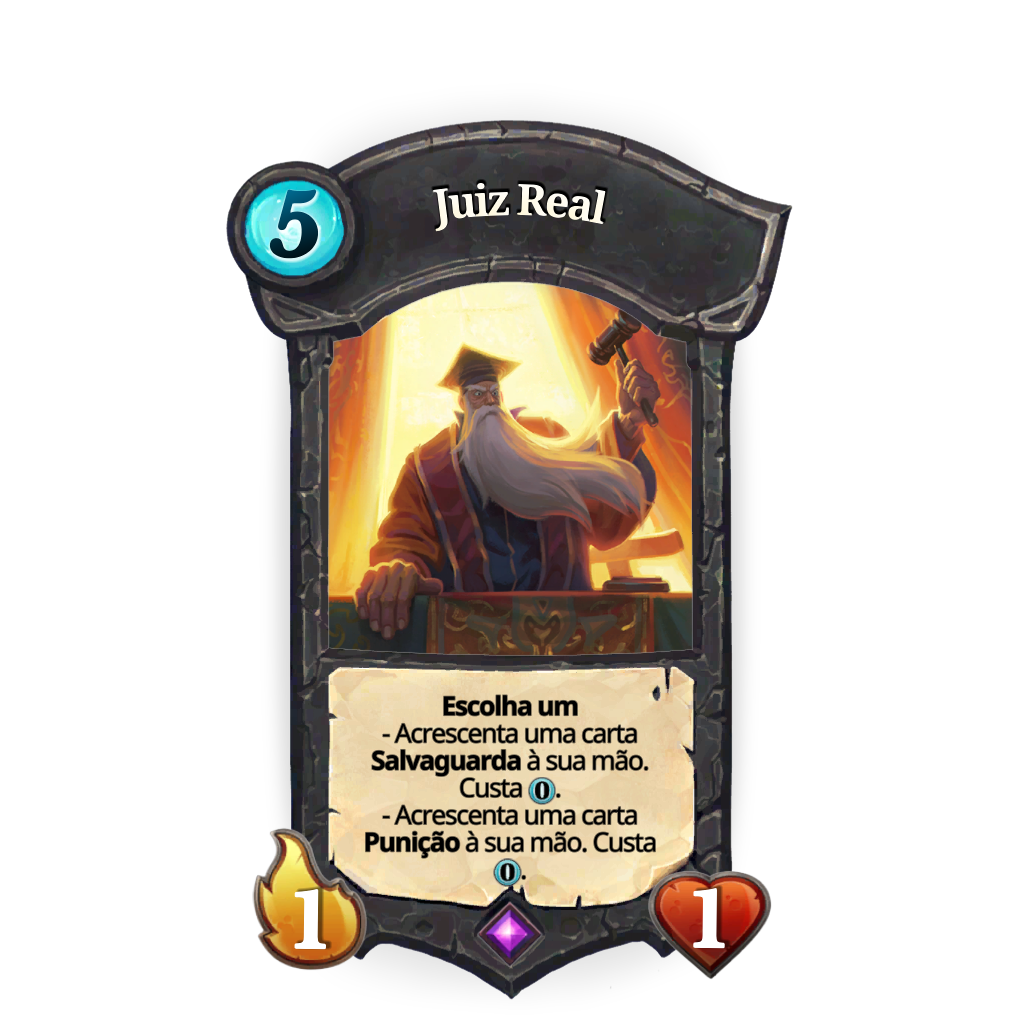 5
Juiz Real
Escolha um
- Acrescenta uma carta
Salvaguarda à sua mão.
Custa 0.
- Acrescenta uma carta
Punição à sua mão. Custa
0.
1
1